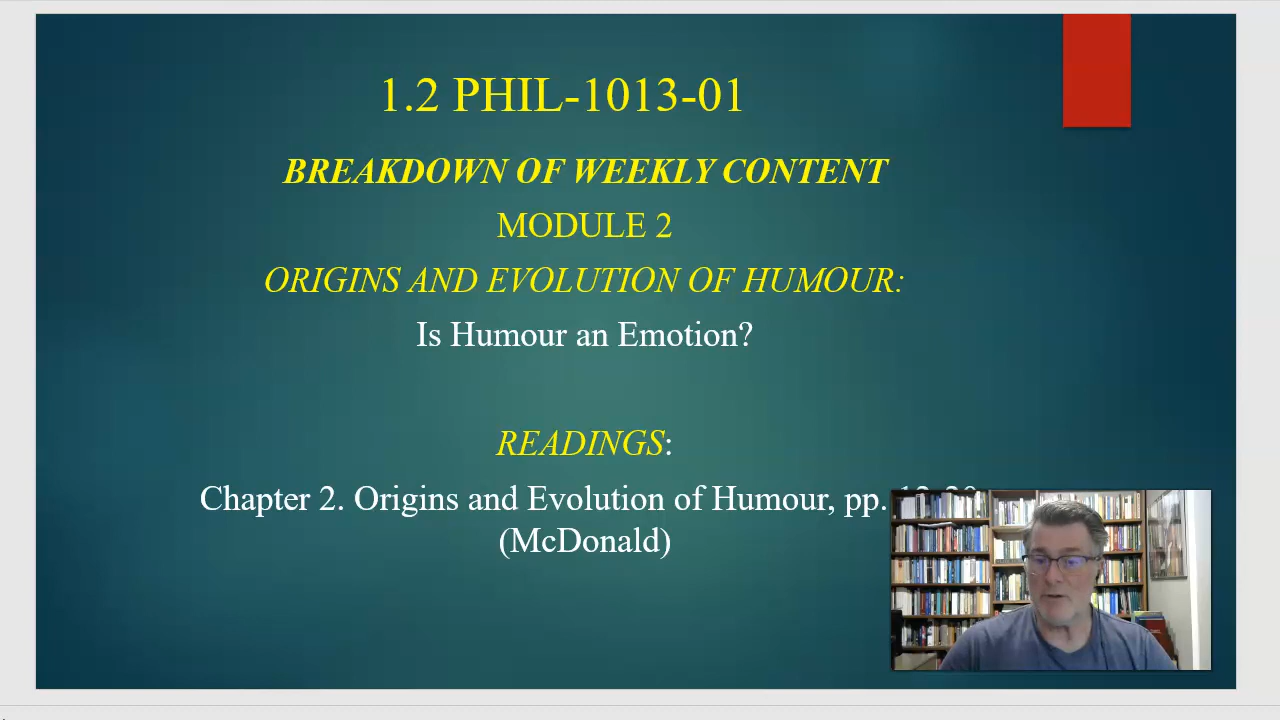 1.2 PHIL-1013-01
BREAKDOWN OF WEEKLY CONTENT
MODULE 2
ORIGINS AND EVOLUTION OF HUMOUR:
Is Humour an Emotion?
READINGS:
Chapter 2. Origins and Evolution of Humour, pp.
(McDonald)